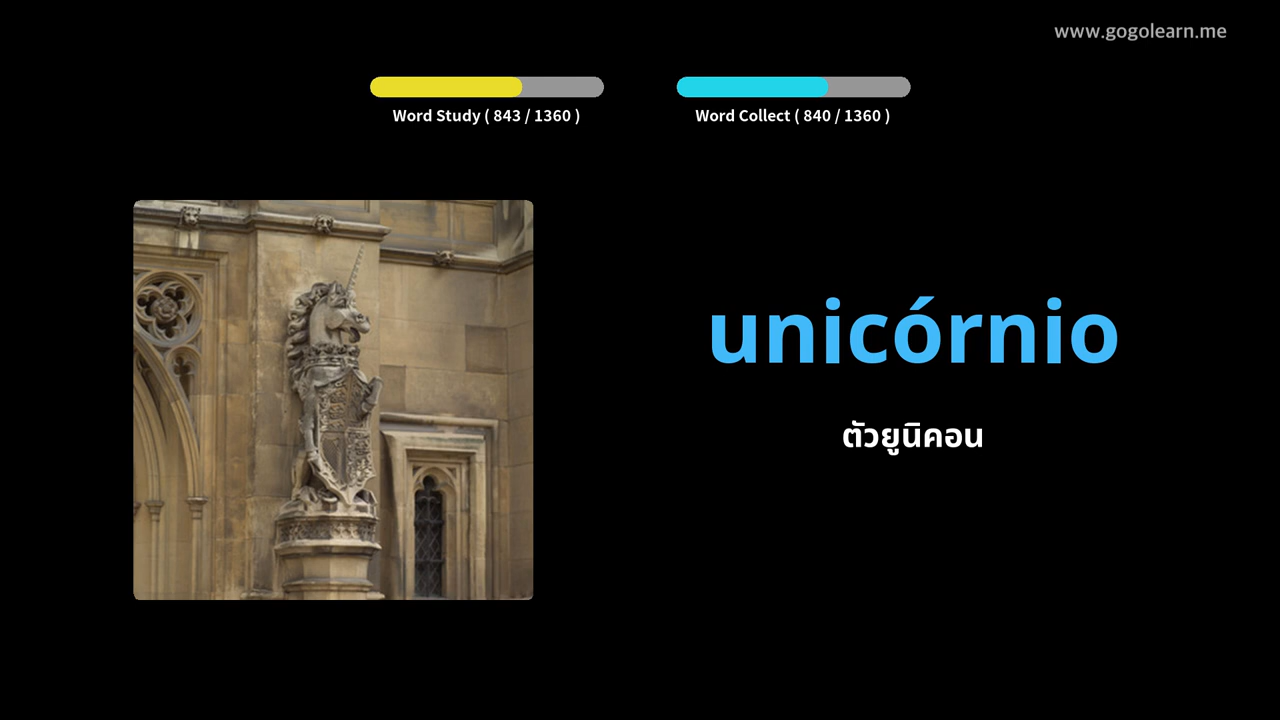 www.gogolearn.me
Word Study ( 843 / 1360 )
Word Collect ( 840 / 1360 )
unicórnio
ตัวยูนิคอน